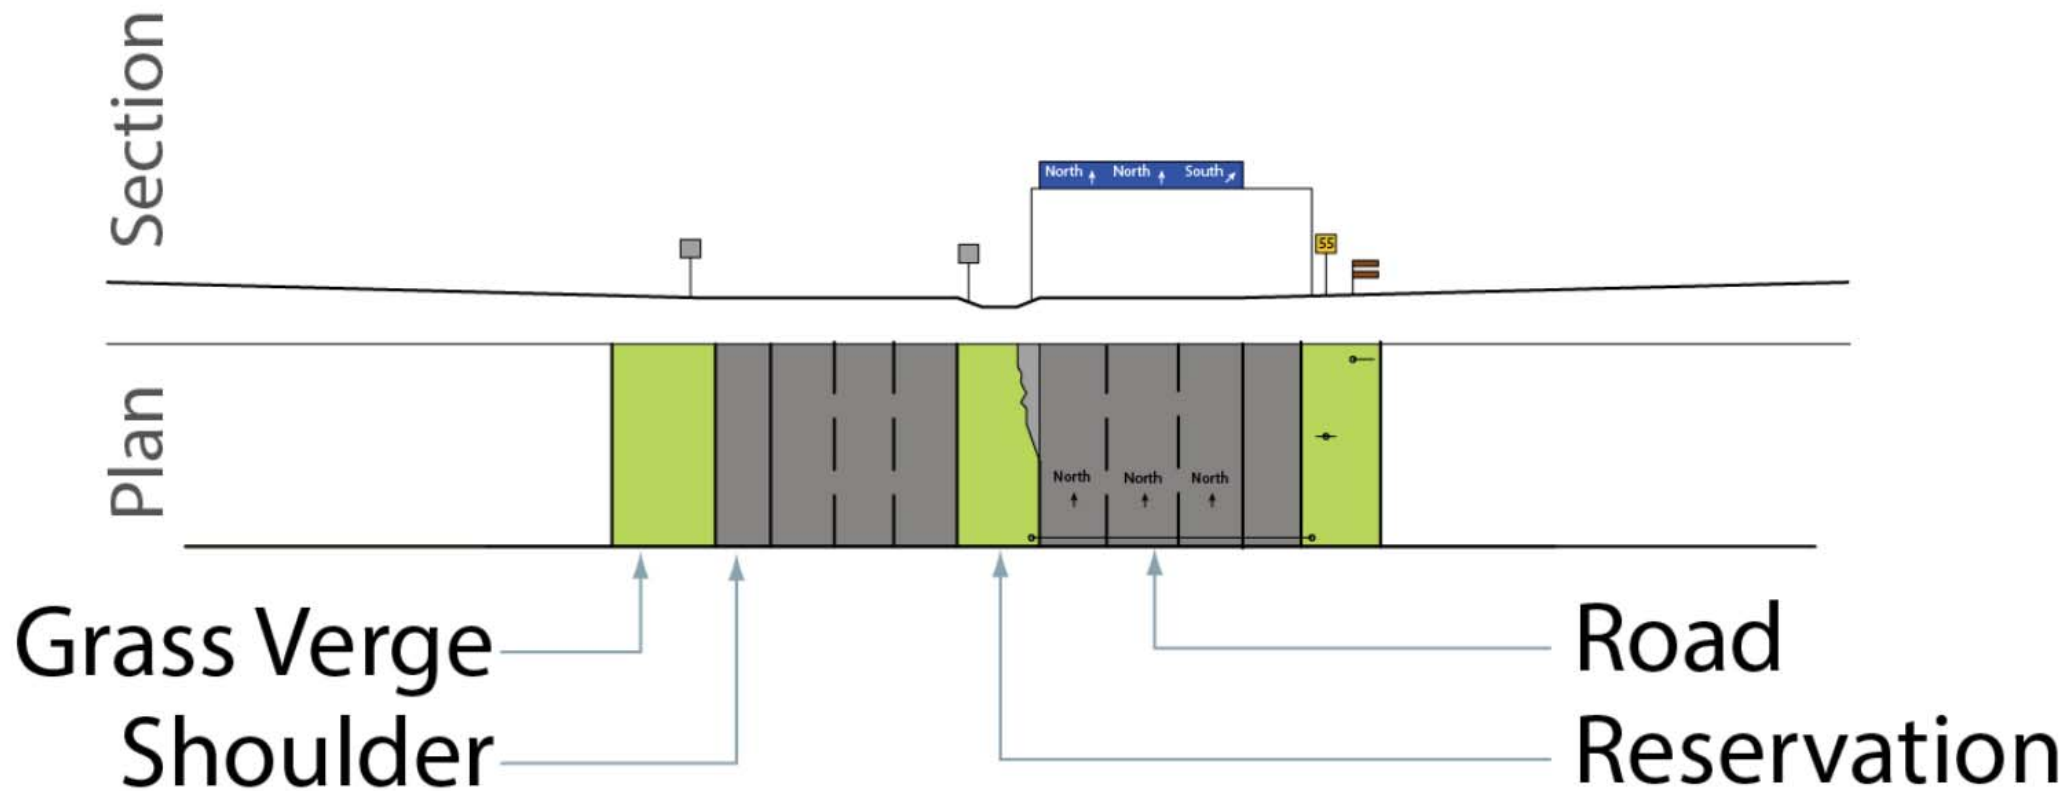 Section
North North South
55
Plan
North North North
Grass Verge
Road
Shoulder
Reservation